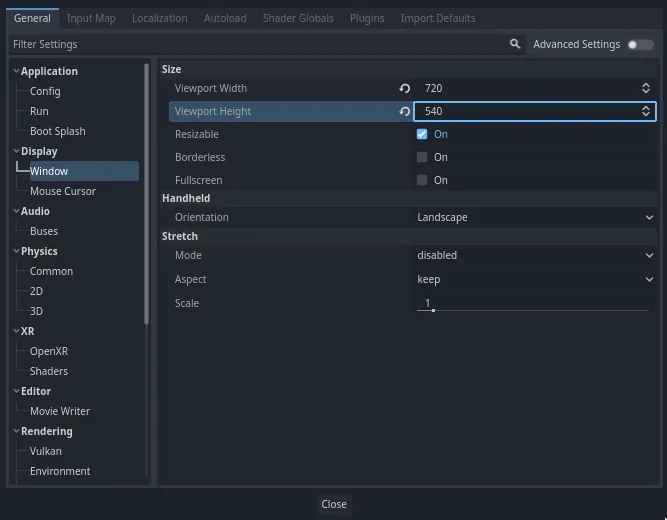 General Input Map Localization Autoload Shader Globals Plugins Import Defaults
Filter Settings Advanced Settings
Application
Config
Run
Boot Splash
Display
Window
Mouse Cursor
Audio
Buses
Physics
Common
2D
3D
XR
OpenXR
Shaders
Editor
Movie Writer
Rendering
Vulkan
Environment
Size
Viewport Width 720
Viewport Height 540
Resizable On
Borderless On
Fullscreen On
Handheld
Orientation Landscape
Stretch
Mode disabled
Aspect keep
Scale 1
Close